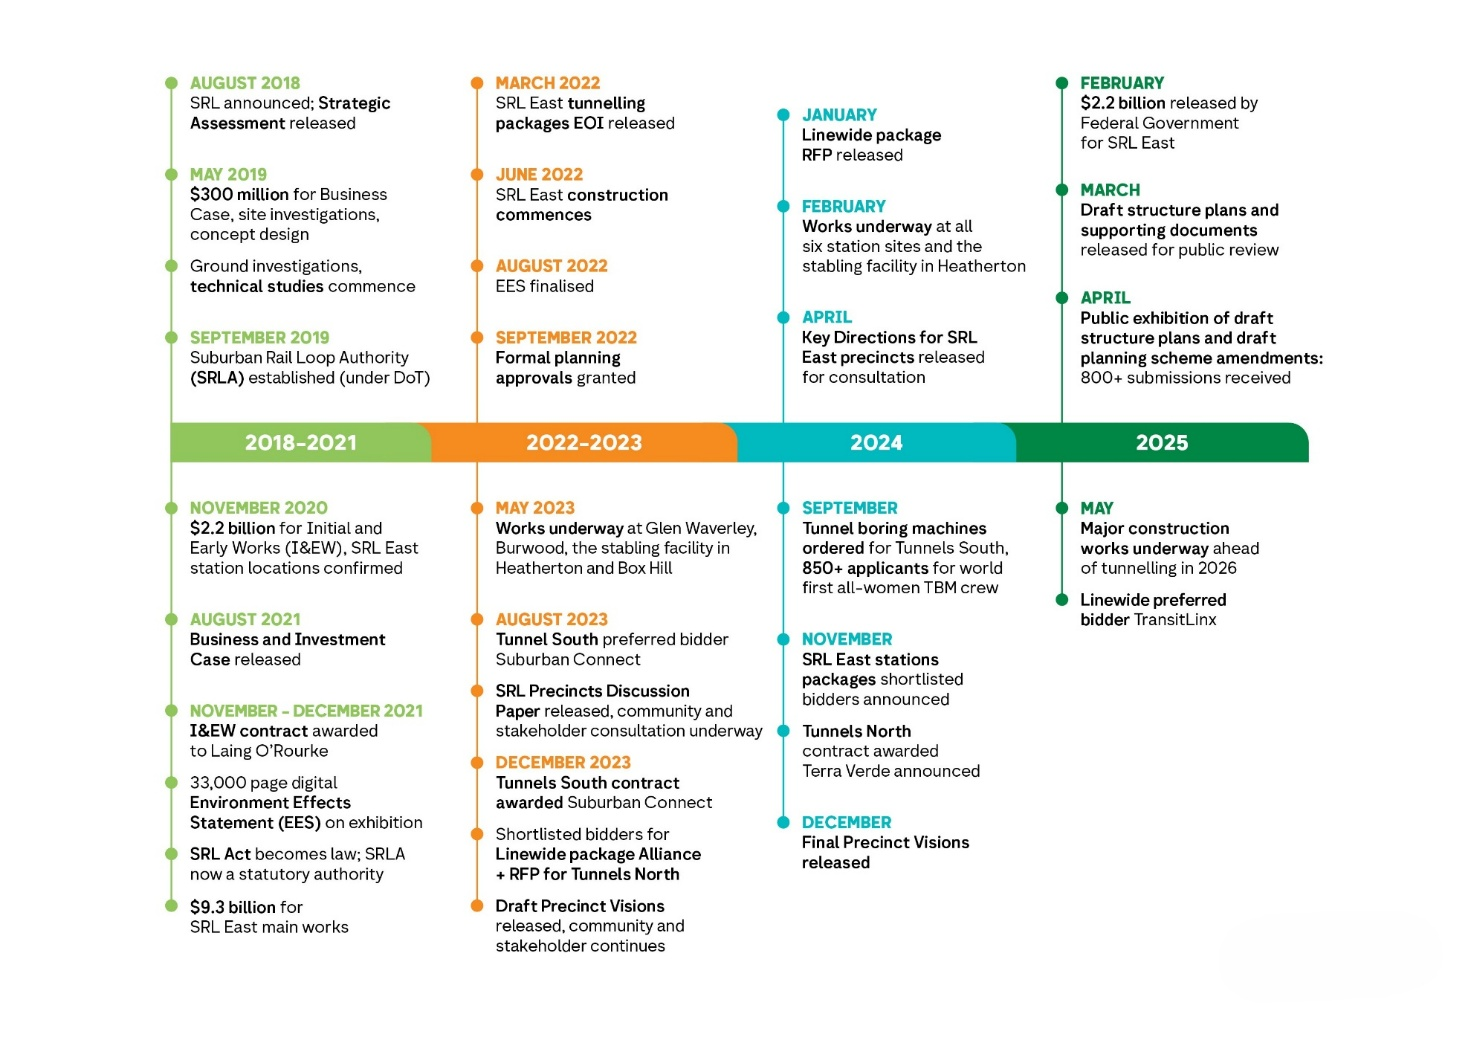 AUGUST 2018
SRL announced; Strategic
Assessment released
MAY 2019
$300 million for Business
Case, site investigations,
concept design
Ground investigations,
technical studies commence
SEPTEMBER 2019
Suburban Rail Loop Authority
(SRLA) established (under DoT)
MARCH 2022
SRL East tunnelling
packages EOI released
JUNE 2022
SRL East construction
commences
AUGUST 2022
EES finalised
SEPTEMBER 2022
Formal planning
approvals granted
JANUARY
Linewide package
RFP released
FEBRUARY
Works underway at all
six station sites and the
stabling facility in Heatherton
APRIL
Key Directions for SRL
East precincts released
for consultation
FEBRUARY
$2.2 billion released by
Federal Government
for SRL East
MARCH
Draft structure plans and
supporting documents
released for public review
APRIL
Public exhibition of draft
structure plans and draft
planning scheme amendments:
800+ submissions received
2018-2021
2022-2023
2024
2025
NOVEMBER 2020
$2.2 billion for Initial and
Early Works (I&EW), SRL East
station locations confirmed
AUGUST 2021
Business and Investment
Case released
NOVEMBER – DECEMBER 2021
I&EW contract awarded
to Laing O'Rourke
33,000 page digital
Environment Effects
Statement (EES) on exhibition
SRL Act becomes law; SRLA
now a statutory authority
$9.3 billion for
SRL East main works
MAY 2023
Works underway at Glen Waverley,
Burwood, the stabling facility in
Heatherton and Box Hill
AUGUST 2023
Tunnel South preferred bidder
Suburban Connect
SRL Precincts Discussion
Paper released, community and
stakeholder consultation underway
DECEMBER 2023
Tunnels South contract
awarded Suburban Connect
Shortlisted bidders for
Linewide package Alliance
+ RFP for Tunnels North
Draft Precinct Visions
released, community and
stakeholder continues
SEPTEMBER
Tunnel boring machines
ordered for Tunnels South,
850+ applicants for world
first all-women TBM crew
NOVEMBER
SRL East stations
packages shortlisted
bidders announced
Tunnels North
contract awarded
Terra Verde announced
DECEMBER
Final Precinct Visions
released
MAY
Major construction
works underway ahead
of tunnelling in 2026
Linewide preferred
bidder TransitLinx